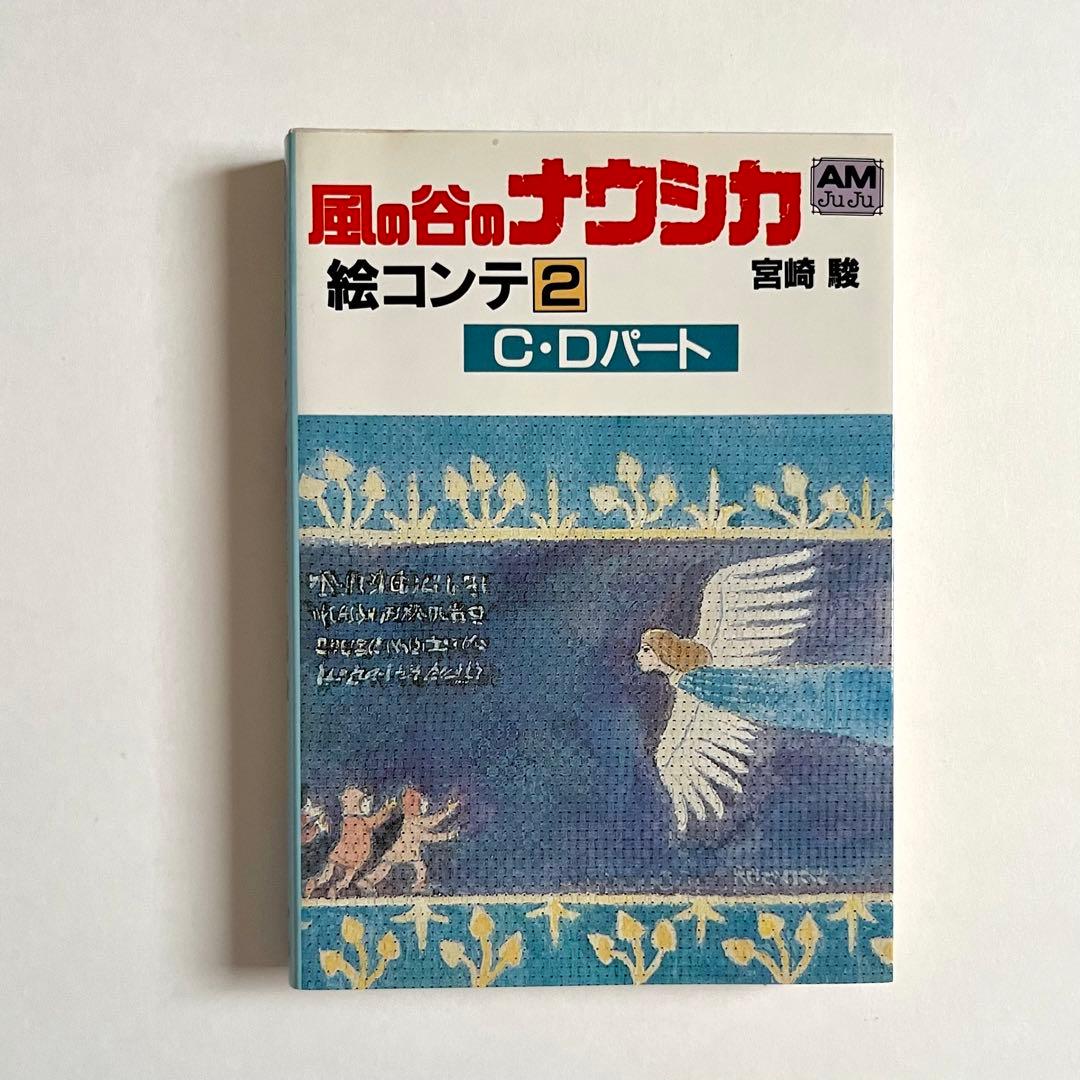 風の谷のナウシカ
AM
JuJu
絵コンテ2
宮崎 駿
C・Dパート